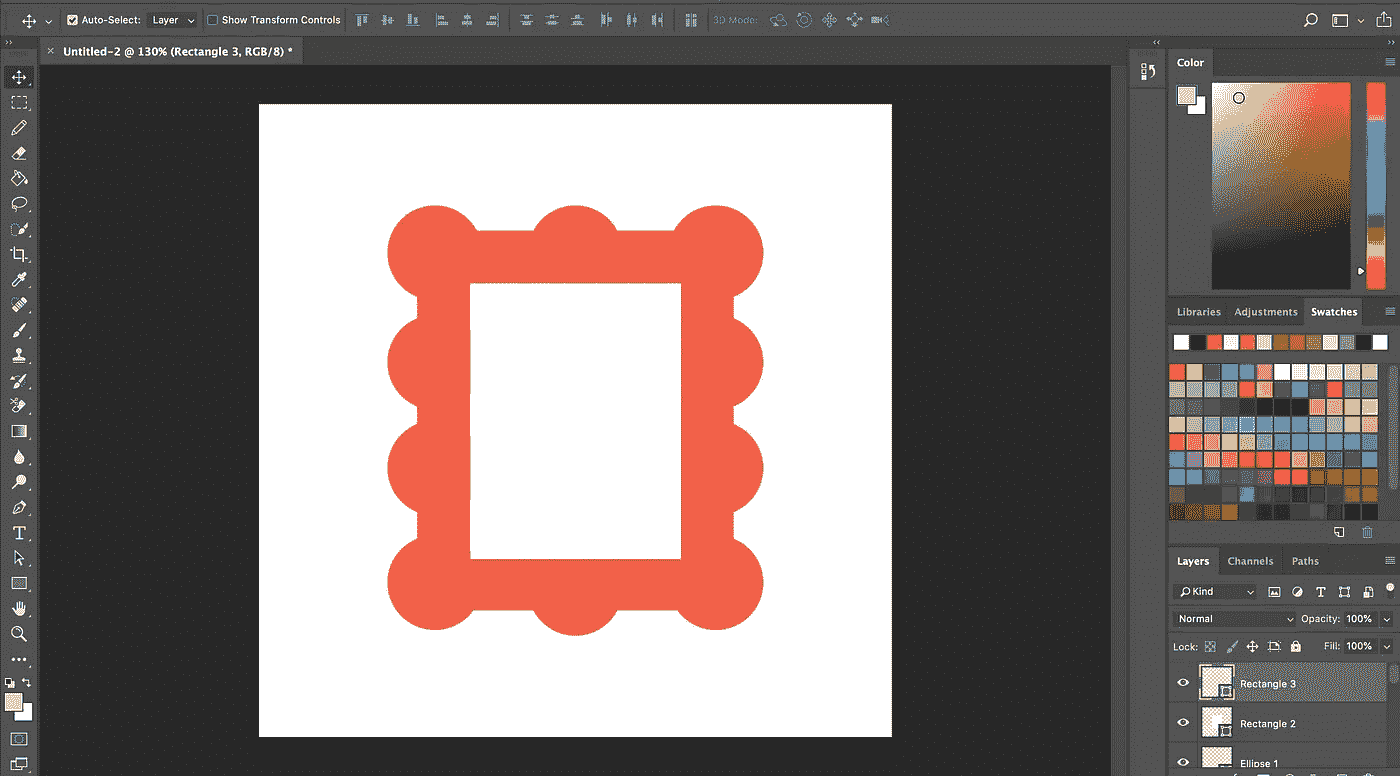 Auto-Select: Layer Show Transform Controls 3D Mode:
Untitled-2 @ 130% (Rectangle 3, RGB/8) *
Color
Libraries Adjustments Swatches
Layers Channels Paths
Kind
Normal Opacity: 100%
Lock: Fill: 100%
Rectangle 3
Rectangle 2
Ellipse 1